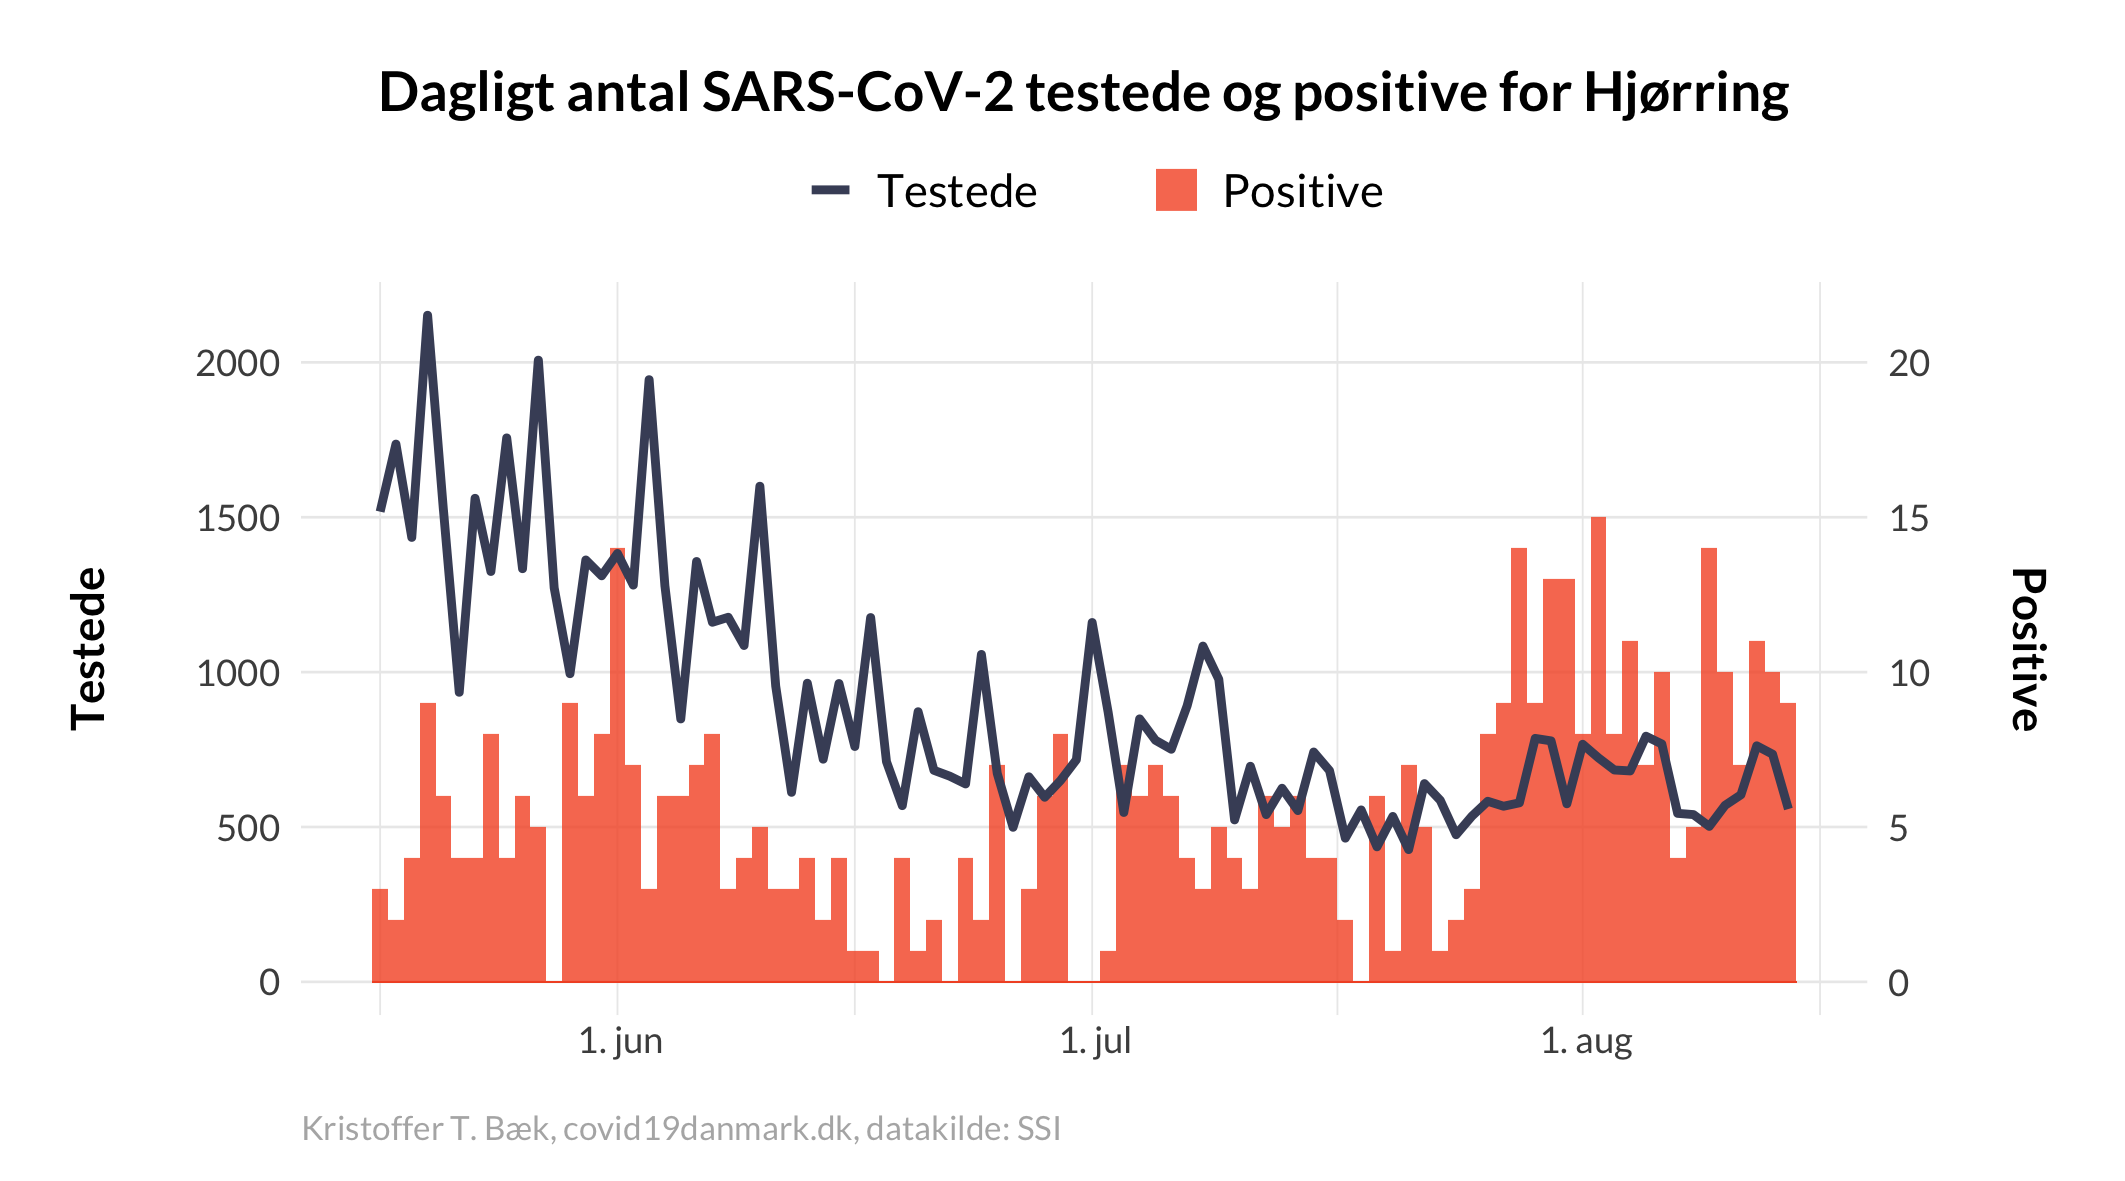 Dagligt antal SARS-CoV-2 testede og positive for Hjørring
Testede
Positive
2000
1500
1000
500
0
Testede
20
15
10
5
0
Positive
1. jun
1. jul
1. aug
Kristoffer T. Bæk, covid19danmark.dk, datakilde: SSI